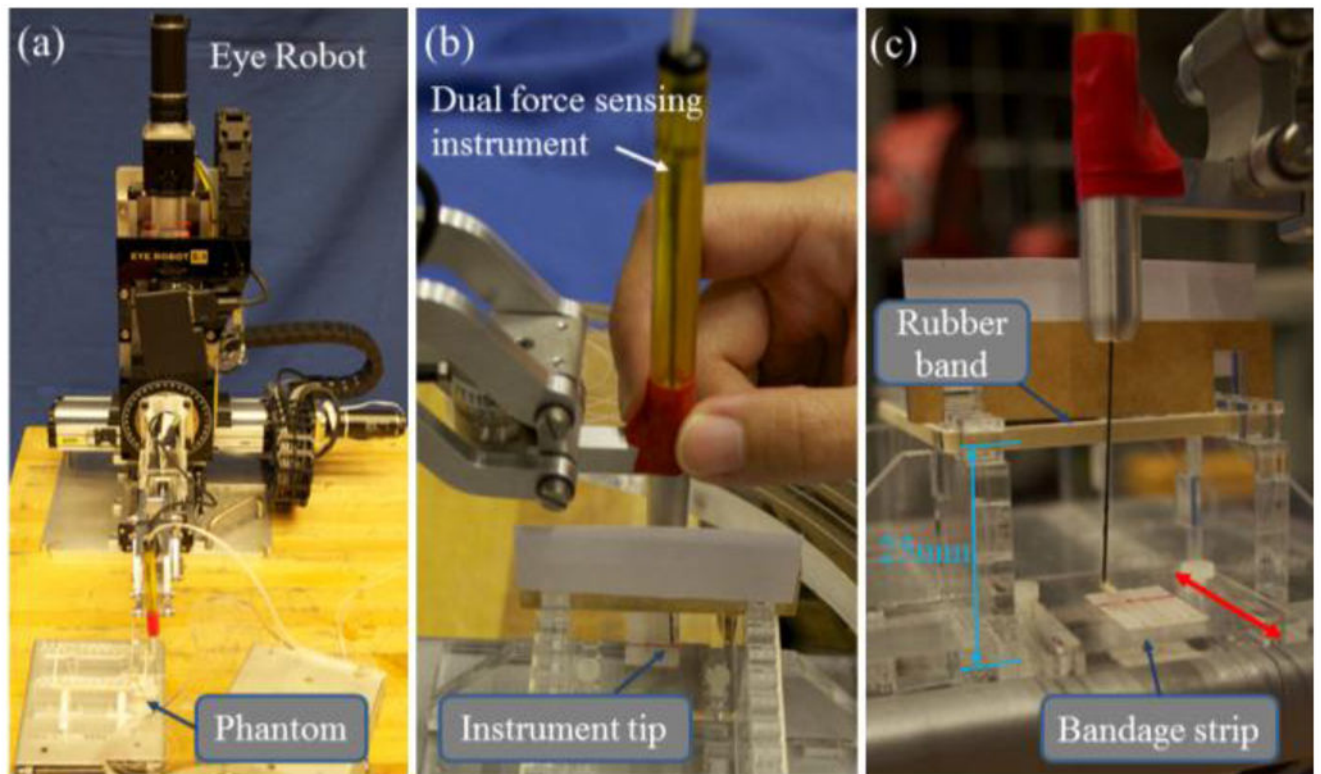 (a)
Eye Robot
EYE ROBOT
Phantom
(b)
Dual force sensing
instrument
Instrument tip
(c)
Rubber
band
25mm
Bandage strip